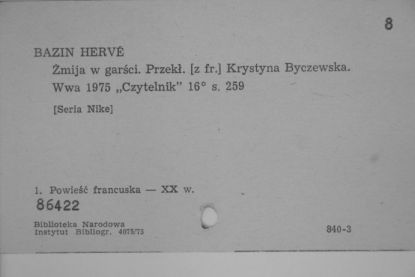 8
BAZIN HERVÉ
Żmija w garści. Przekł. [z fr.] Krystyna Byczewska.
Wwa 1975 „Czytelnik” 16° s. 259
[Seria Nike]
1. Powieść francuska — XX w.
86422
Biblioteka Narodowa
Instytut Bibliogr. 4075/75
840-3